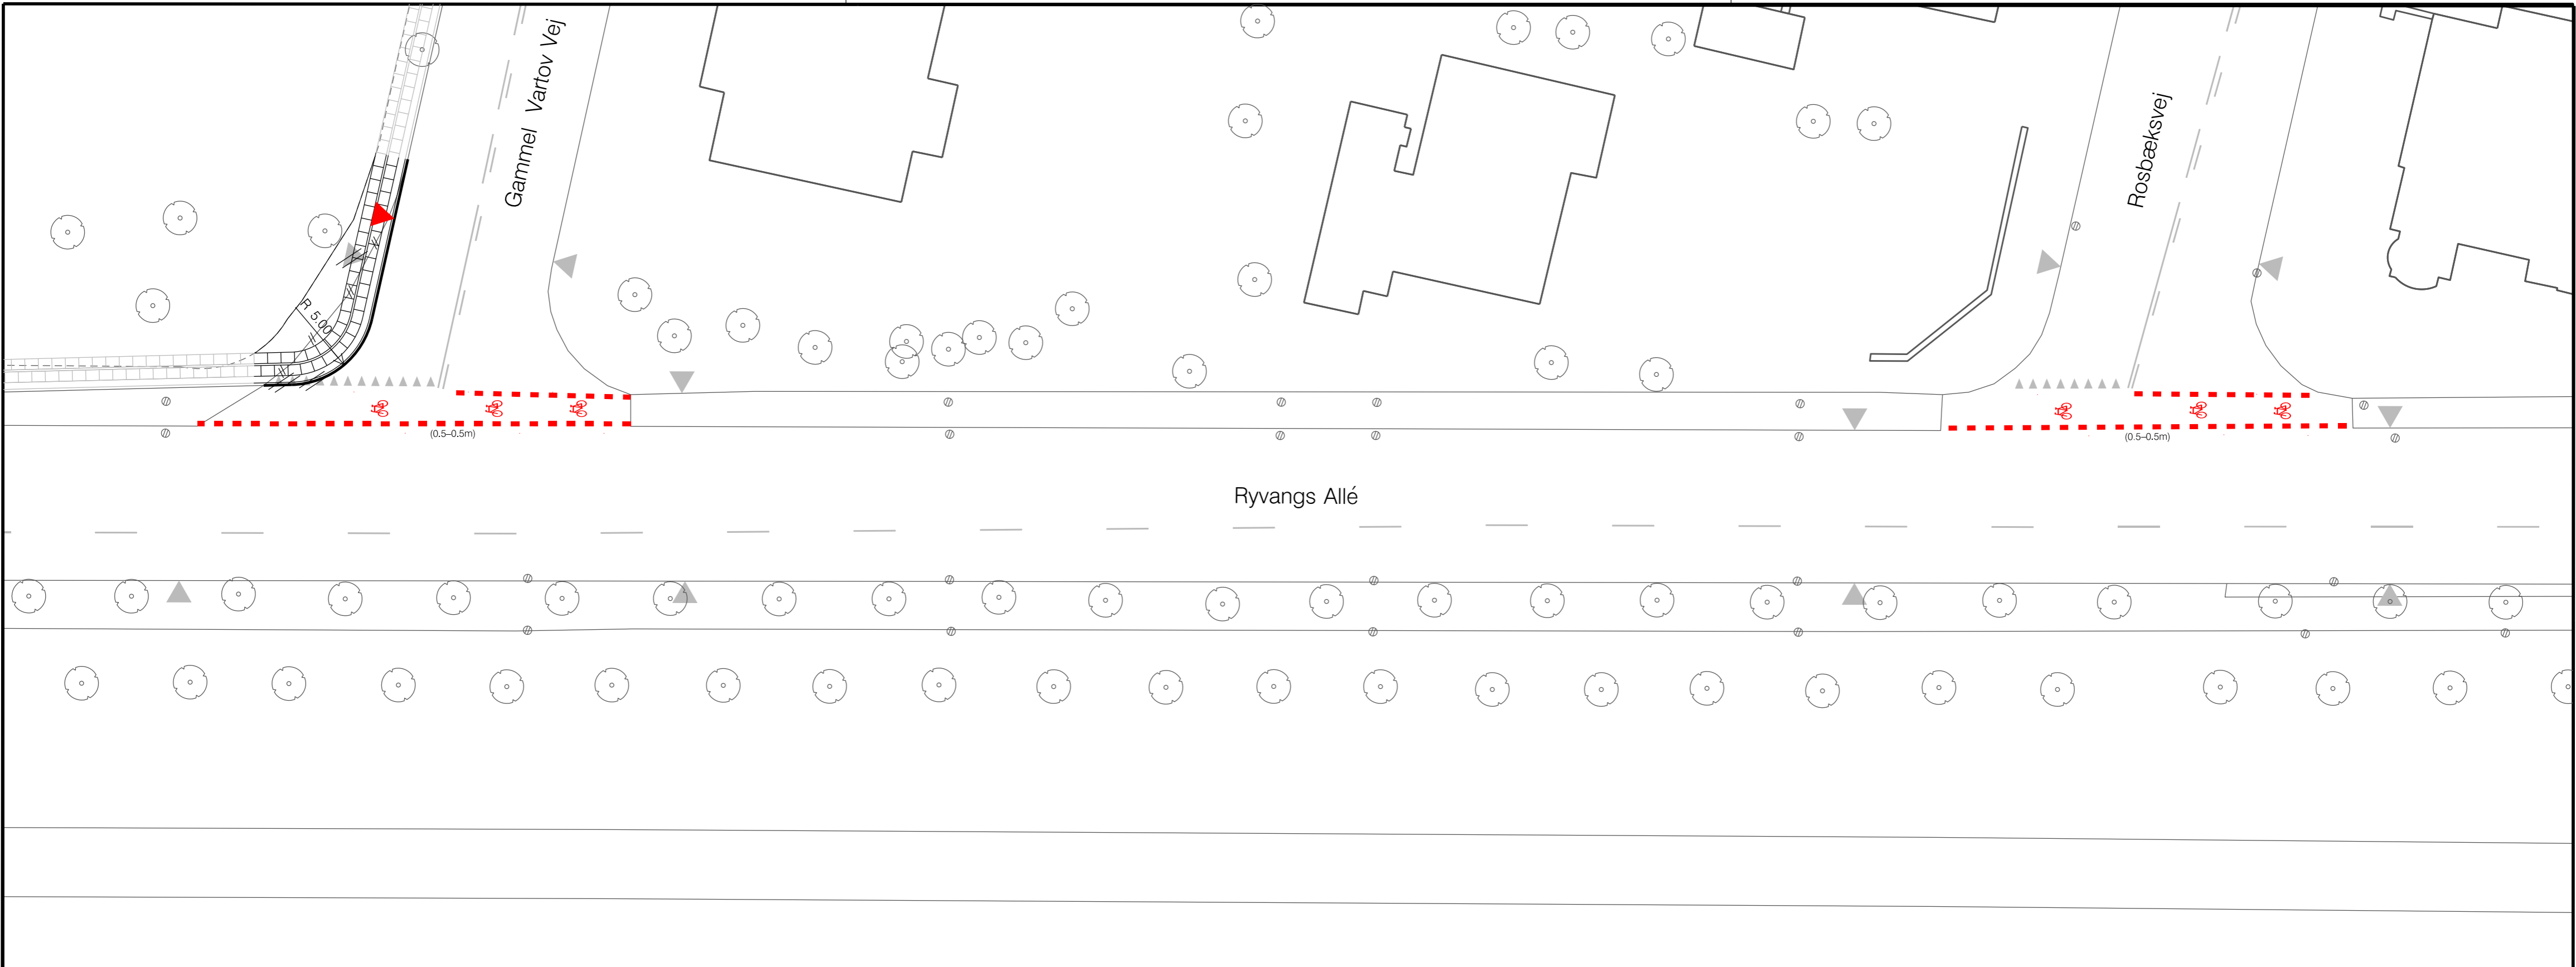 Gammel Vartov Vej
Rosbæksvej
R 5.00
(0.5–0.5m)
(0.5–0.5m)
Ryvangs Allé